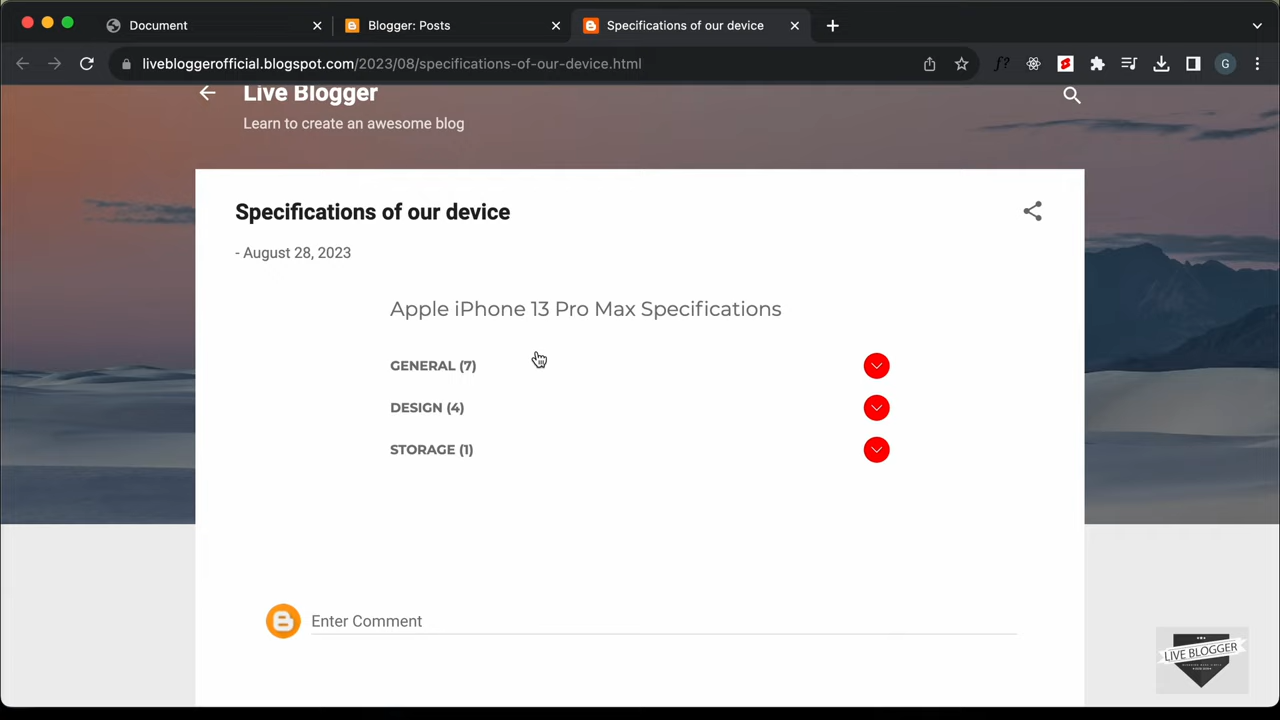 Document
Blogger: Posts
Specifications of our device
livebloggerofficial.blogspot.com/2023/08/specifications-of-our-device.html
f?
G
Live Blogger
Learn to create an awesome blog
Specifications of our device
- August 28, 2023
Apple iPhone 13 Pro Max Specifications
GENERAL (7)
DESIGN (4)
STORAGE (1)
Enter Comment
LIVE BLOGGER